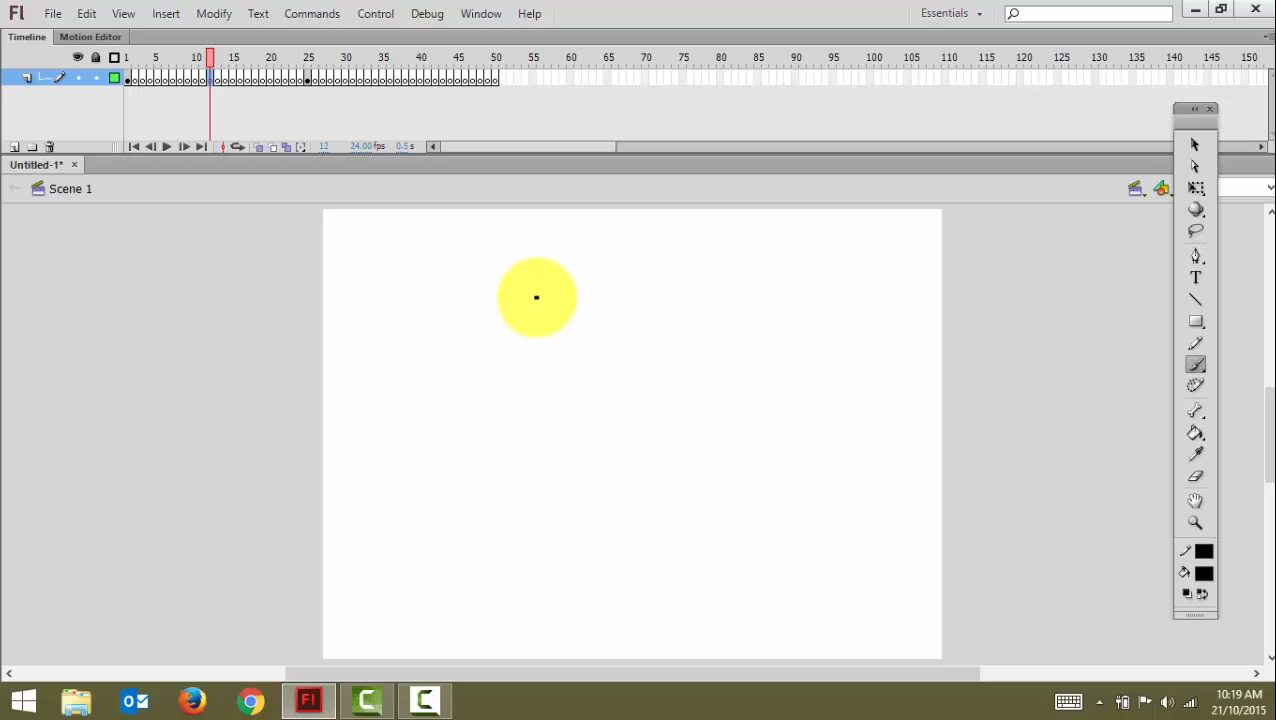 Fl File Edit View Insert Modify Text Commands Control Debug Window Help Essentials
Timeline Motion Editor
1 5 10 15 20 25 30 35 40 45 50 55 60 65 70 75 80 85 90 95 100 105 110 115 120 125 130 135 140 145 150
12 24.00 fps 0.5 s
Untitled-1*
Scene 1
T
Fl
10:19 AM
21/10/2015